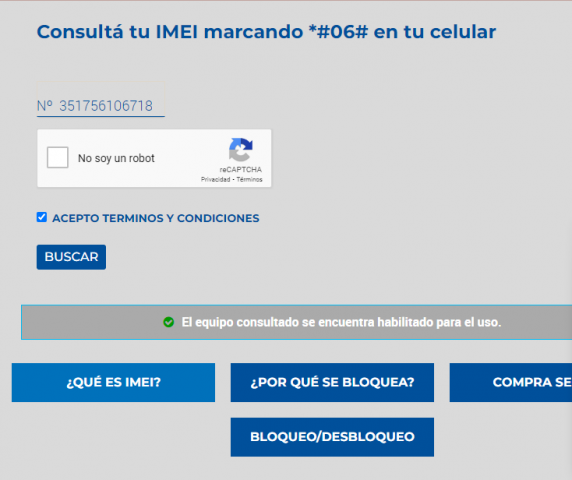 Consultá tu IMEI marcando *#06# en tu celular
Nº 351756106718
No soy un robot
reCAPTCHA
Privacidad - Términos
ACEPTO TERMINOS Y CONDICIONES
BUSCAR
El equipo consultado se encuentra habilitado para el uso.
¿QUÉ ES IMEI?
¿POR QUÉ SE BLOQUEA?
COMPRA SE
BLOQUEO/DESBLOQUEO